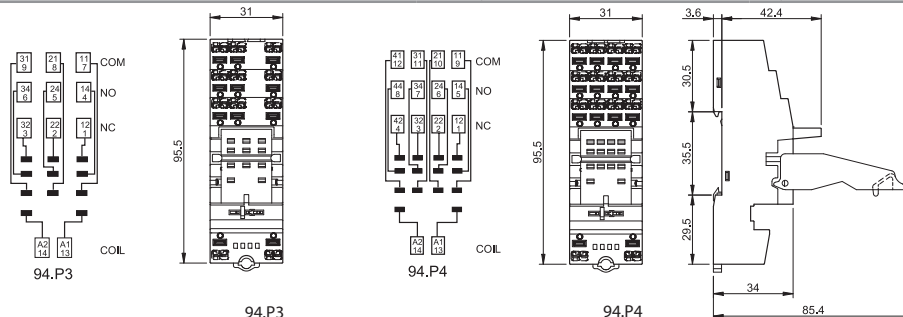 31
31
3.6
42.4
31 9
21 8
11 7
COM
34 6
24 5
14 4
NO
32 3
22 2
12 1
NC
A2 14
A1 13
COIL
94.P3
95.5
94.P3
41 12
31 11
21 10
11 9
COM
44 8
34 7
24 6
14 5
NO
42 4
32 3
22 2
12 1
NC
A2 14
A1 13
COIL
94.P4
95.5
94.P4
30.5
35.5
29.5
34
85.4